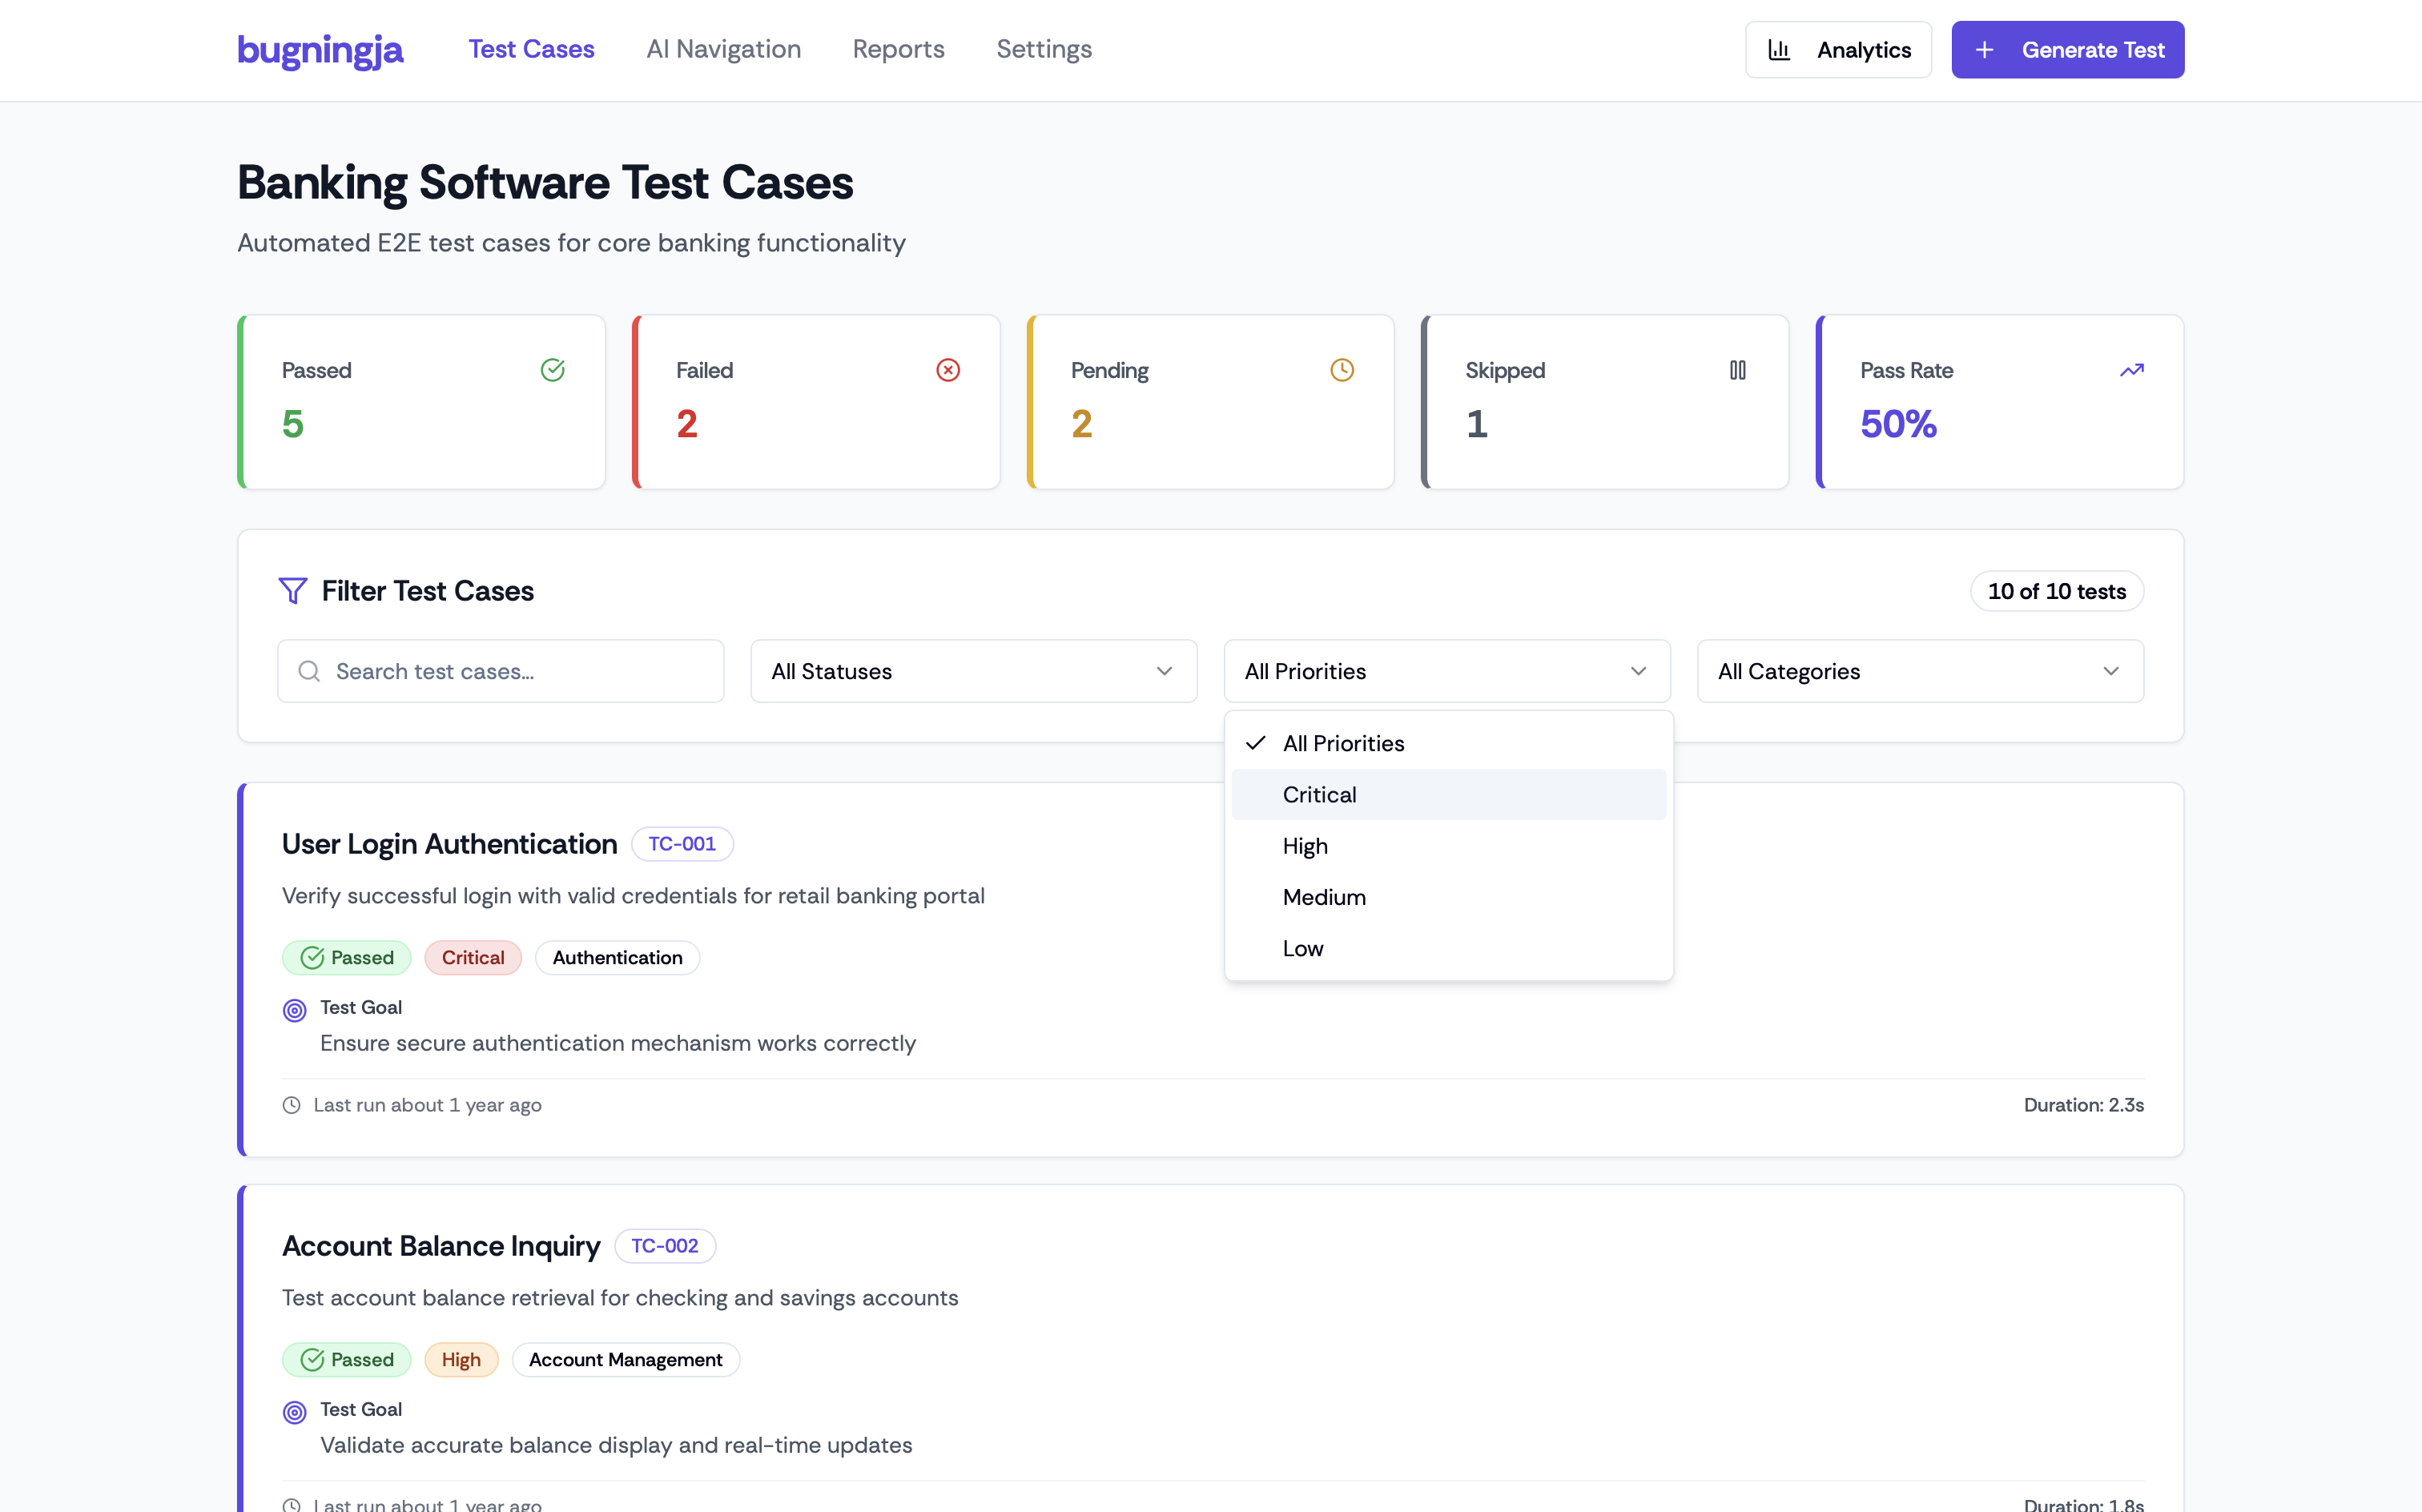 bugningja
Test Cases
AI Navigation
Reports
Settings
Analytics
Generate Test
Banking Software Test Cases
Automated E2E test cases for core banking functionality
Passed
5
Failed
2
Pending
2
Skipped
1
Pass Rate
50%
Filter Test Cases
10 of 10 tests
Search test cases...
All Statuses
All Priorities
All Categories
All Priorities
Critical
High
Medium
Low
User Login Authentication
TC-001
Verify successful login with valid credentials for retail banking portal
Passed
Critical
Authentication
Test Goal
Ensure secure authentication mechanism works correctly
Last run about 1 year ago
Duration: 2.3s
Account Balance Inquiry
TC-002
Test account balance retrieval for checking and savings accounts
Passed
High
Account Management
Test Goal
Validate accurate balance display and real-time updates
Last run about 1 year ago
Duration: 1.8s